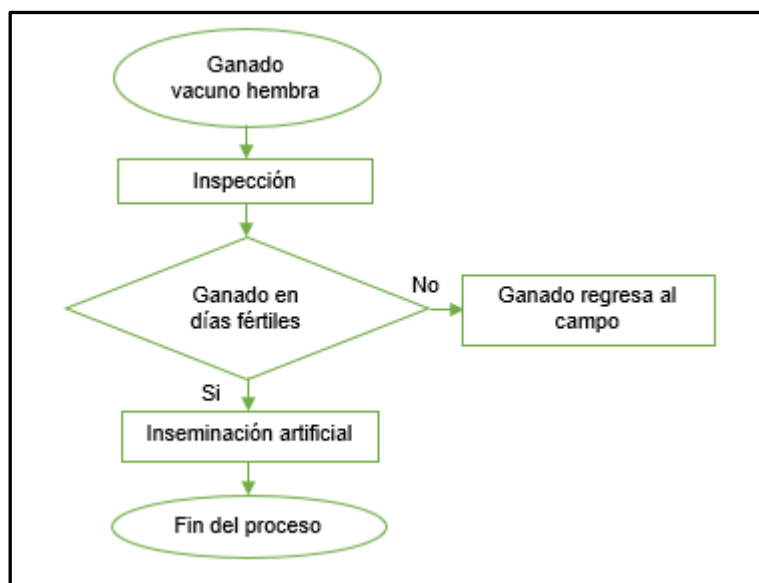 Ganado
vacuno hembra
Inspección
Ganado en
días fértiles
No
Ganado regresa al
campo
Si
Inseminación artificial
Fin del proceso